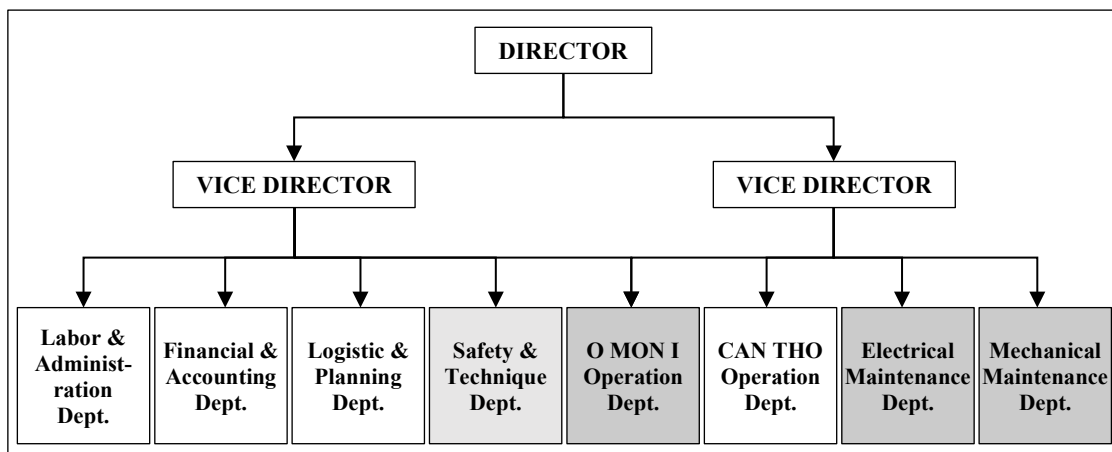 DIRECTOR
VICE DIRECTOR
VICE DIRECTOR
Labor &
Administ-
ration
Dept.
Financial &
Accounting
Dept.
Logistic &
Planning
Dept.
Safety &
Technique
Dept.
O MON I
Operation
Dept.
CAN THO
Operation
Dept.
Electrical
Maintenance
Dept.
Mechanical
Maintenance
Dept.